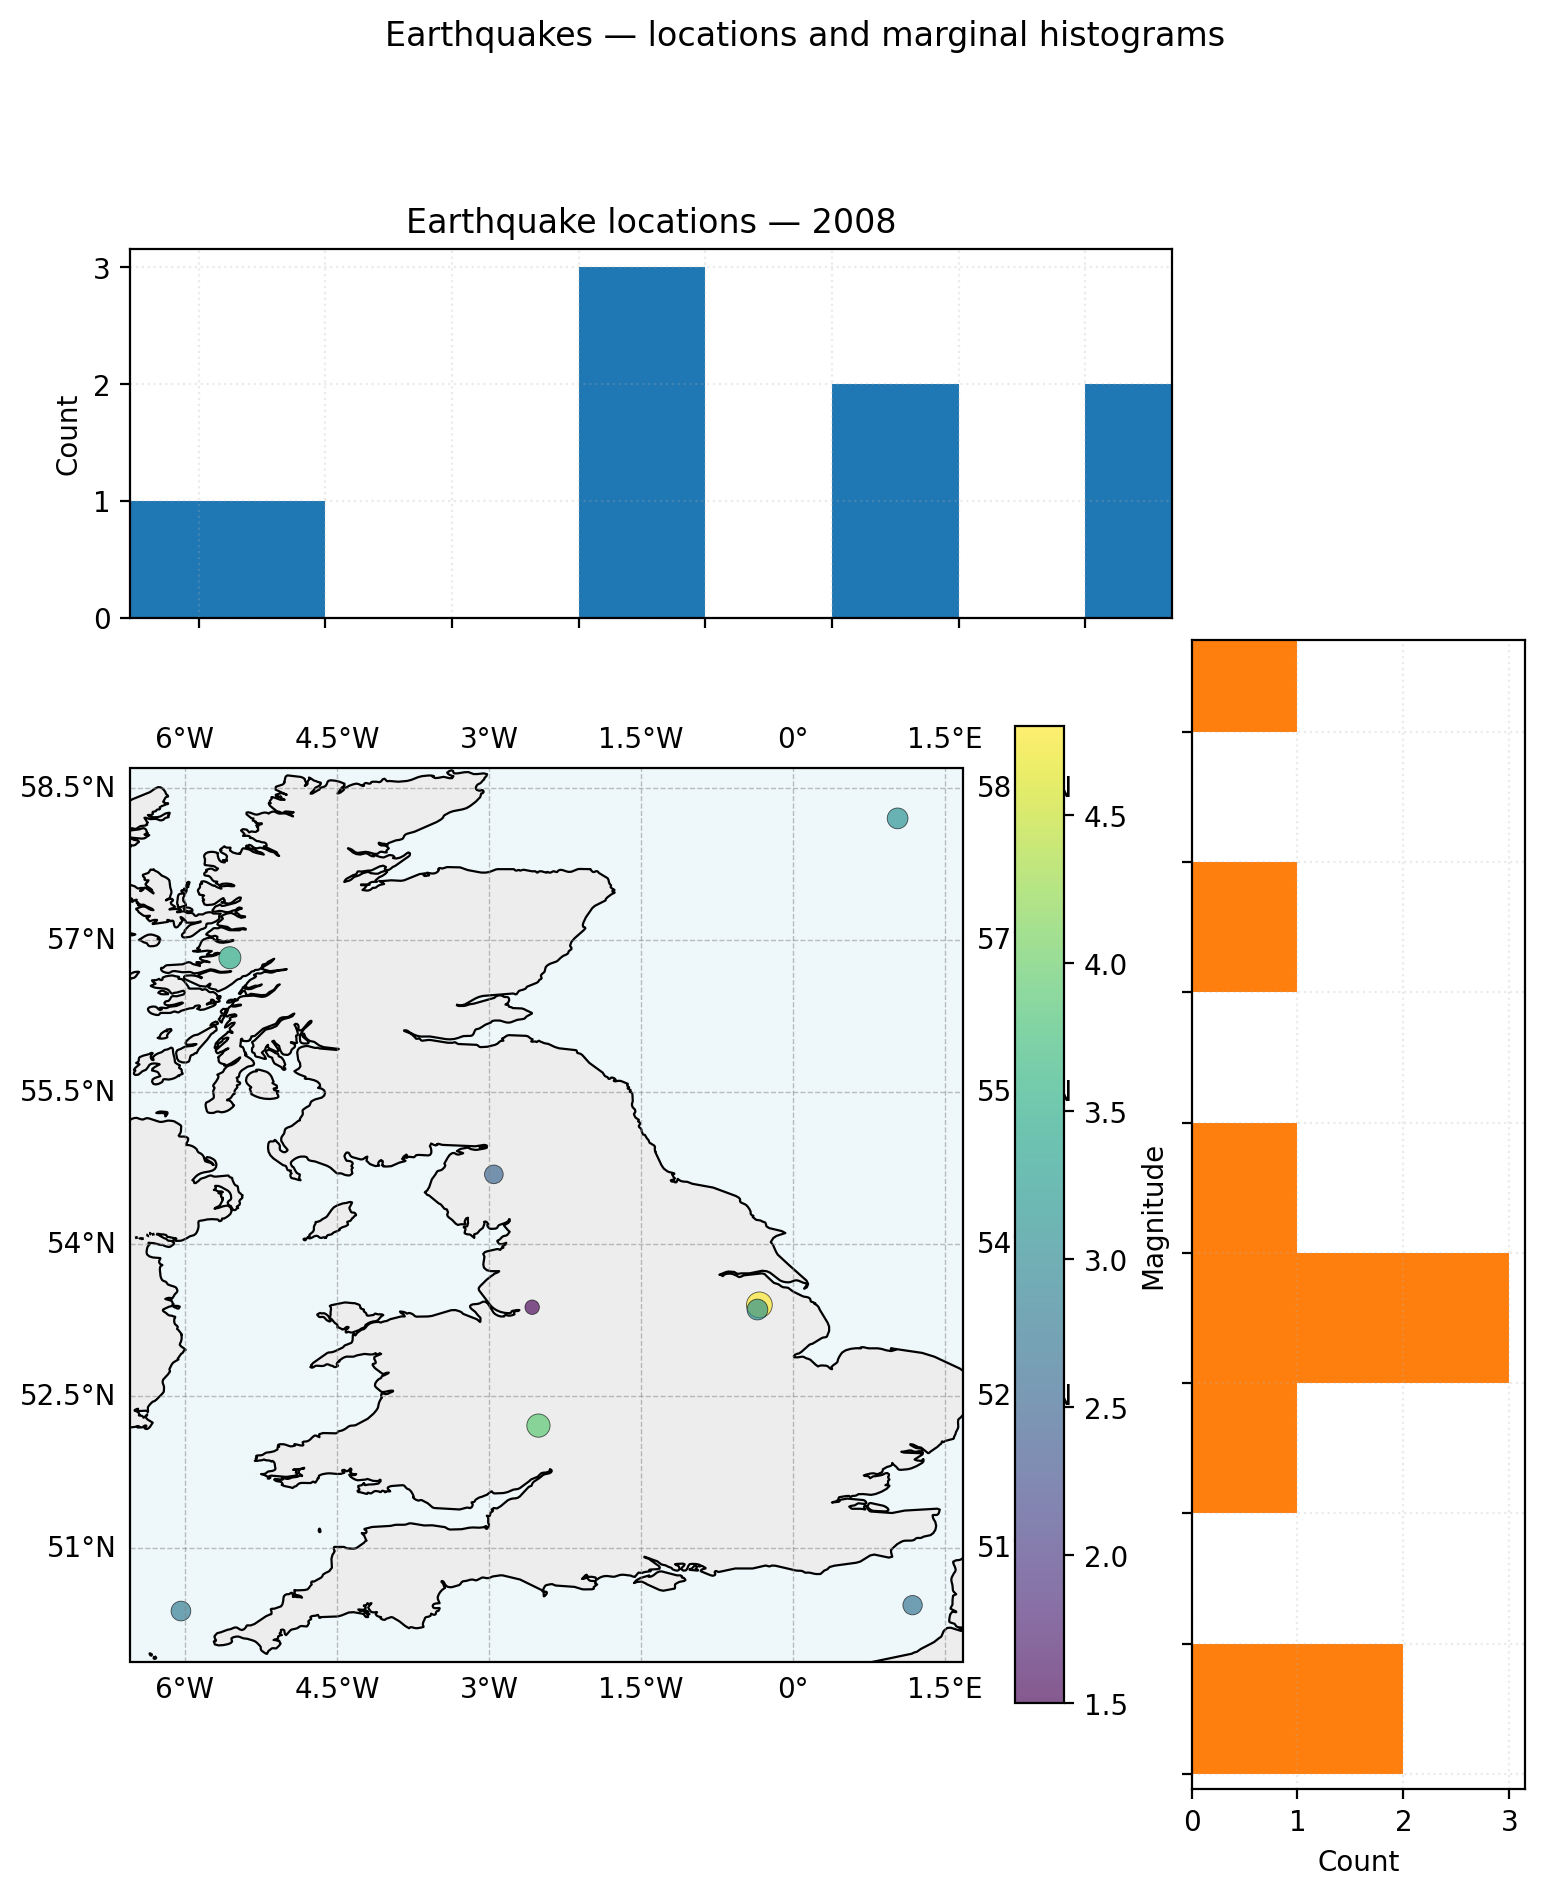 Earthquakes — locations and marginal histograms
Earthquake locations — 2008
3
2
1
0
Count
6°W 4.5°W 3°W 1.5°W 0° 1.5°E
58.5°N
57°N
55.5°N
54°N
52.5°N
51°N
58 N
57
55 N
54
52 N
51
6°W 4.5°W 3°W 1.5°W 0° 1.5°E
4.5
4.0
3.5
3.0
2.5
2.0
1.5
Magnitude
0 1 2 3
Count